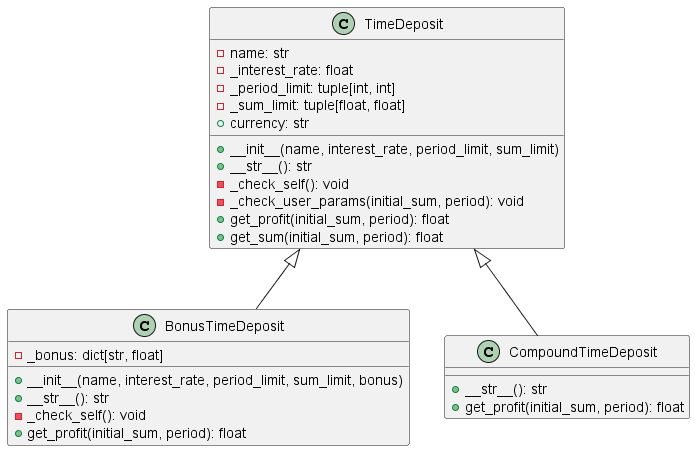 C TimeDeposit
name: str
_interest_rate: float
_period_limit: tuple[int, int]
_sum_limit: tuple[float, float]
currency: str
__init__(name, interest_rate, period_limit, sum_limit)
__str__(): str
_check_self(): void
_check_user_params(initial_sum, period): void
get_profit(initial_sum, period): float
get_sum(initial_sum, period): float
C BonusTimeDeposit
_bonus: dict[str, float]
__init__(name, interest_rate, period_limit, sum_limit, bonus)
__str__(): str
_check_self(): void
get_profit(initial_sum, period): float
C CompoundTimeDeposit
__str__(): str
get_profit(initial_sum, period): float